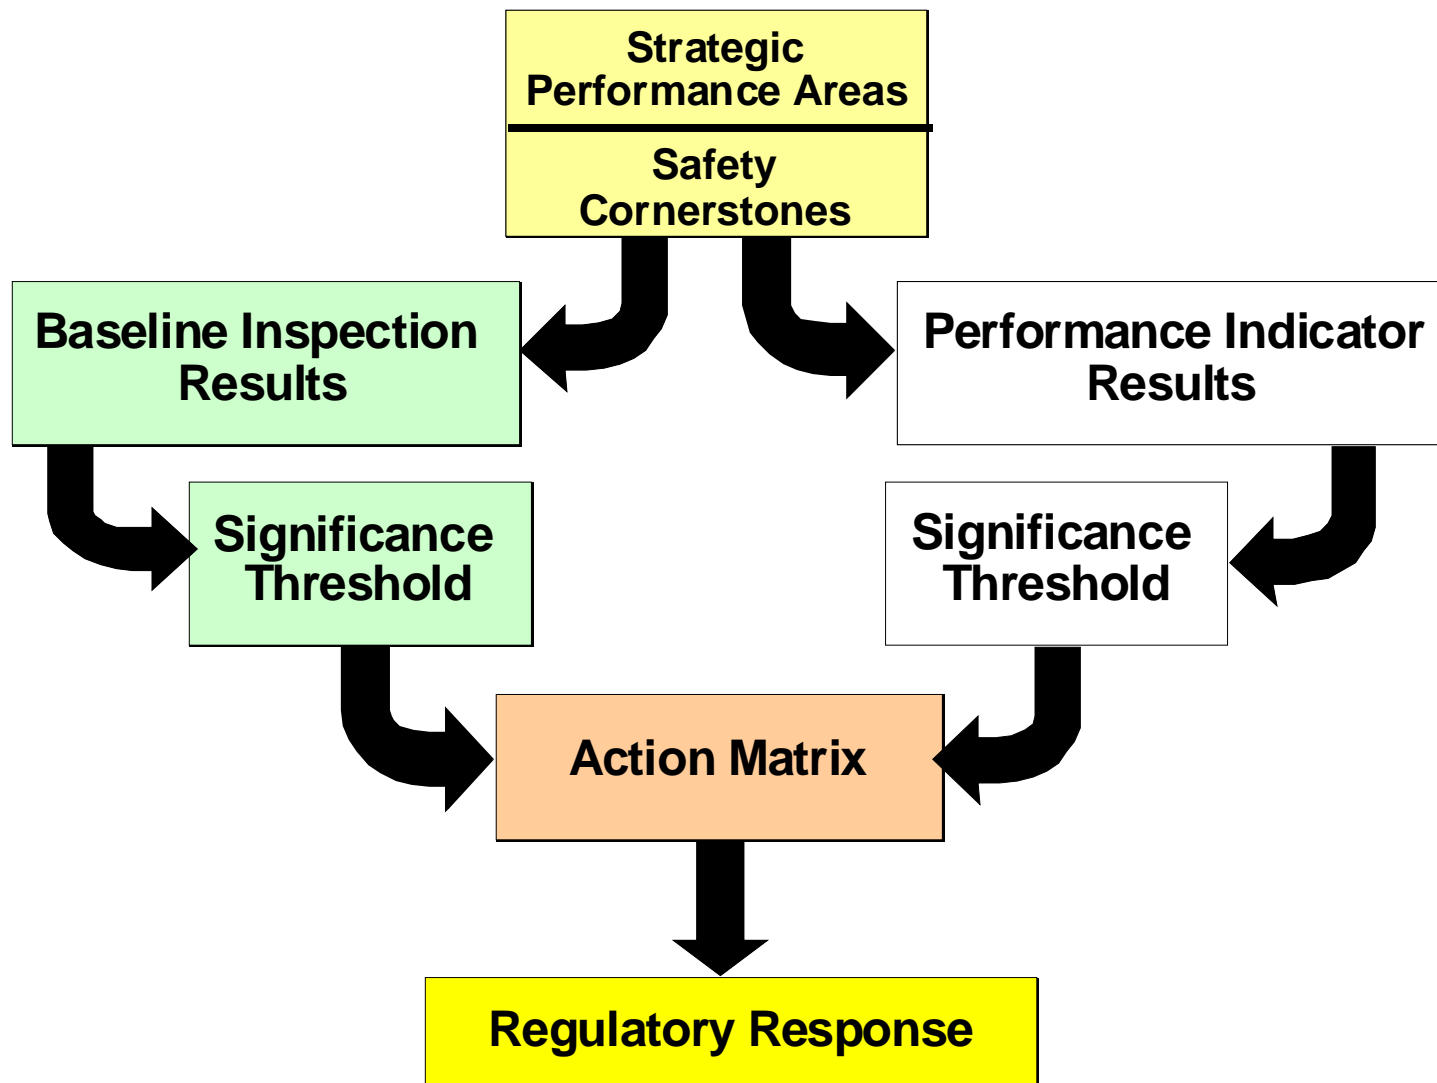 Strategic
Performance Areas
Safety
Cornerstones
Baseline Inspection
Results
Performance Indicator
Results
Significance
Threshold
Significance
Threshold
Action Matrix
Regulatory Response